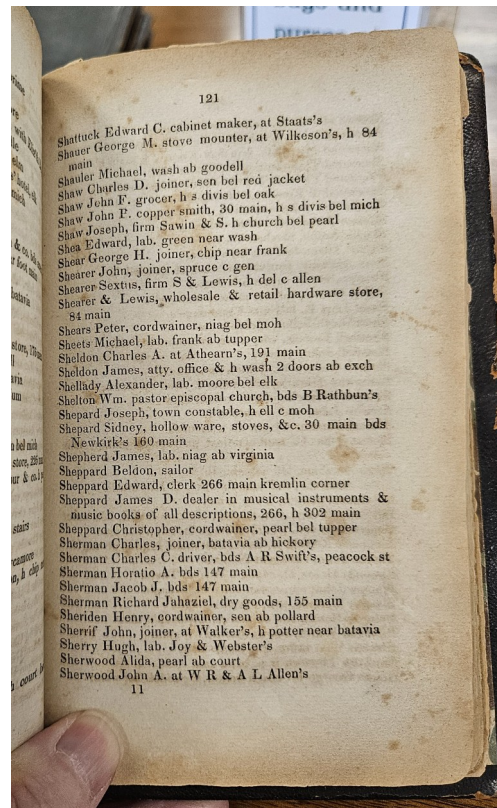 121
Shattuck Edward C. cabinet maker, at Staats's
Shauer George M. stove mounter, at Wilkeson's, h 84
main
Shauler Michael, wash ab goodell
Shaw Charles D. joiner, sen bel red jacket
Shaw John F. grocer, h s divis bel oak
Shaw John P. copper smith, 30 main, h s divis bel mich
Shaw Joseph, firm Sawin & S. h church bel pearl
Shea Edward, lab. green near wash
Shear George H. joiner, chip near frank
Shearer John, joiner, spruce c gen
Shearer Sextus, firm S & Lewis, h del c allen
Shearer & Lewis, wholesale & retail hardware store,
84 main
Shears Peter, cordwainer, niag bel moh
Sheets Michael, lab. frank ab tupper
Sheldon Charles A. at Athearn's, 191 main
Sheldon James, atty. office & h wash 2 doors ab exch
Shellady Alexander, lab. moore bel elk
Shelton Wm. pastor episcopal church, bds B Rathbun's
Shepard Joseph, town constable, h ell c moh
Shepard Sidney, hollow ware, stoves, &c. 30 main bds
Newkirk's 160 main
Shepherd James, lab. niag ab virginia
Sheppard Beldon, sailor
Sheppard Edward, clerk 266 main kremlin corner
Sheppard James D. dealer in musical instruments &
music books of all descriptions, 266, h 302 main
Sheppard Christopher, cordwainer, pearl bel tupper
Sherman Charles, joiner, batavia ab hickory
Sherman Charles C. driver, bds A R Swift's, peacock st
Sherman Horatio A. bds 147 main
Sherman Jacob J. bds 147 main
Sherman Richard Jahaziel, dry goods, 155 main
Sheriden Henry, cordwainer, sen ab pollard
Sherrif John, joiner, at Walker's, h potter near batavia
Sherry Hugh, lab. Joy & Webster's
Sherwood Alida, pearl ab court
Sherwood John A. at W R & A L Allen's
11